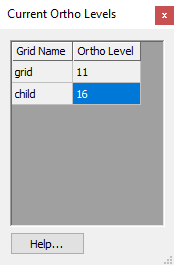 Current Ortho Levels
x
Grid Name Ortho Level
grid 11
child 16
Help...